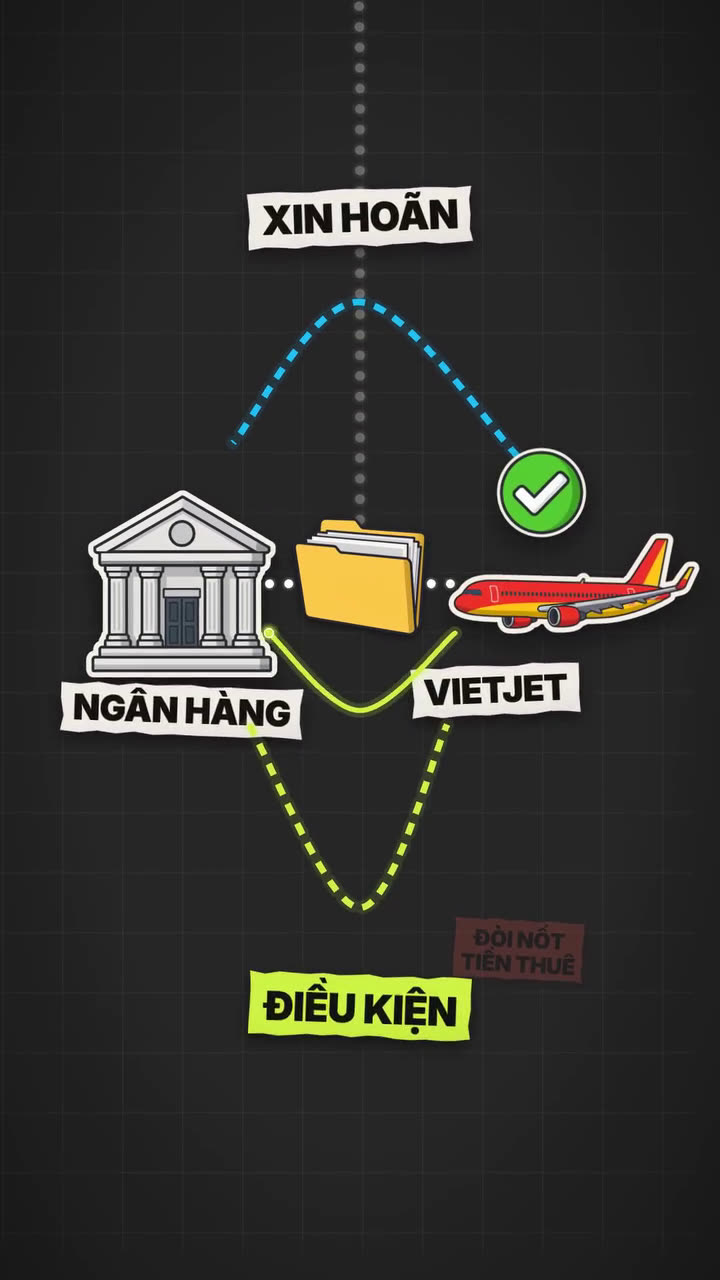 XIN HOÃN
NGÂN HÀNG
VIETJET
ĐÒI NỐT
TIỀN THUÊ
ĐIỀU KIỆN